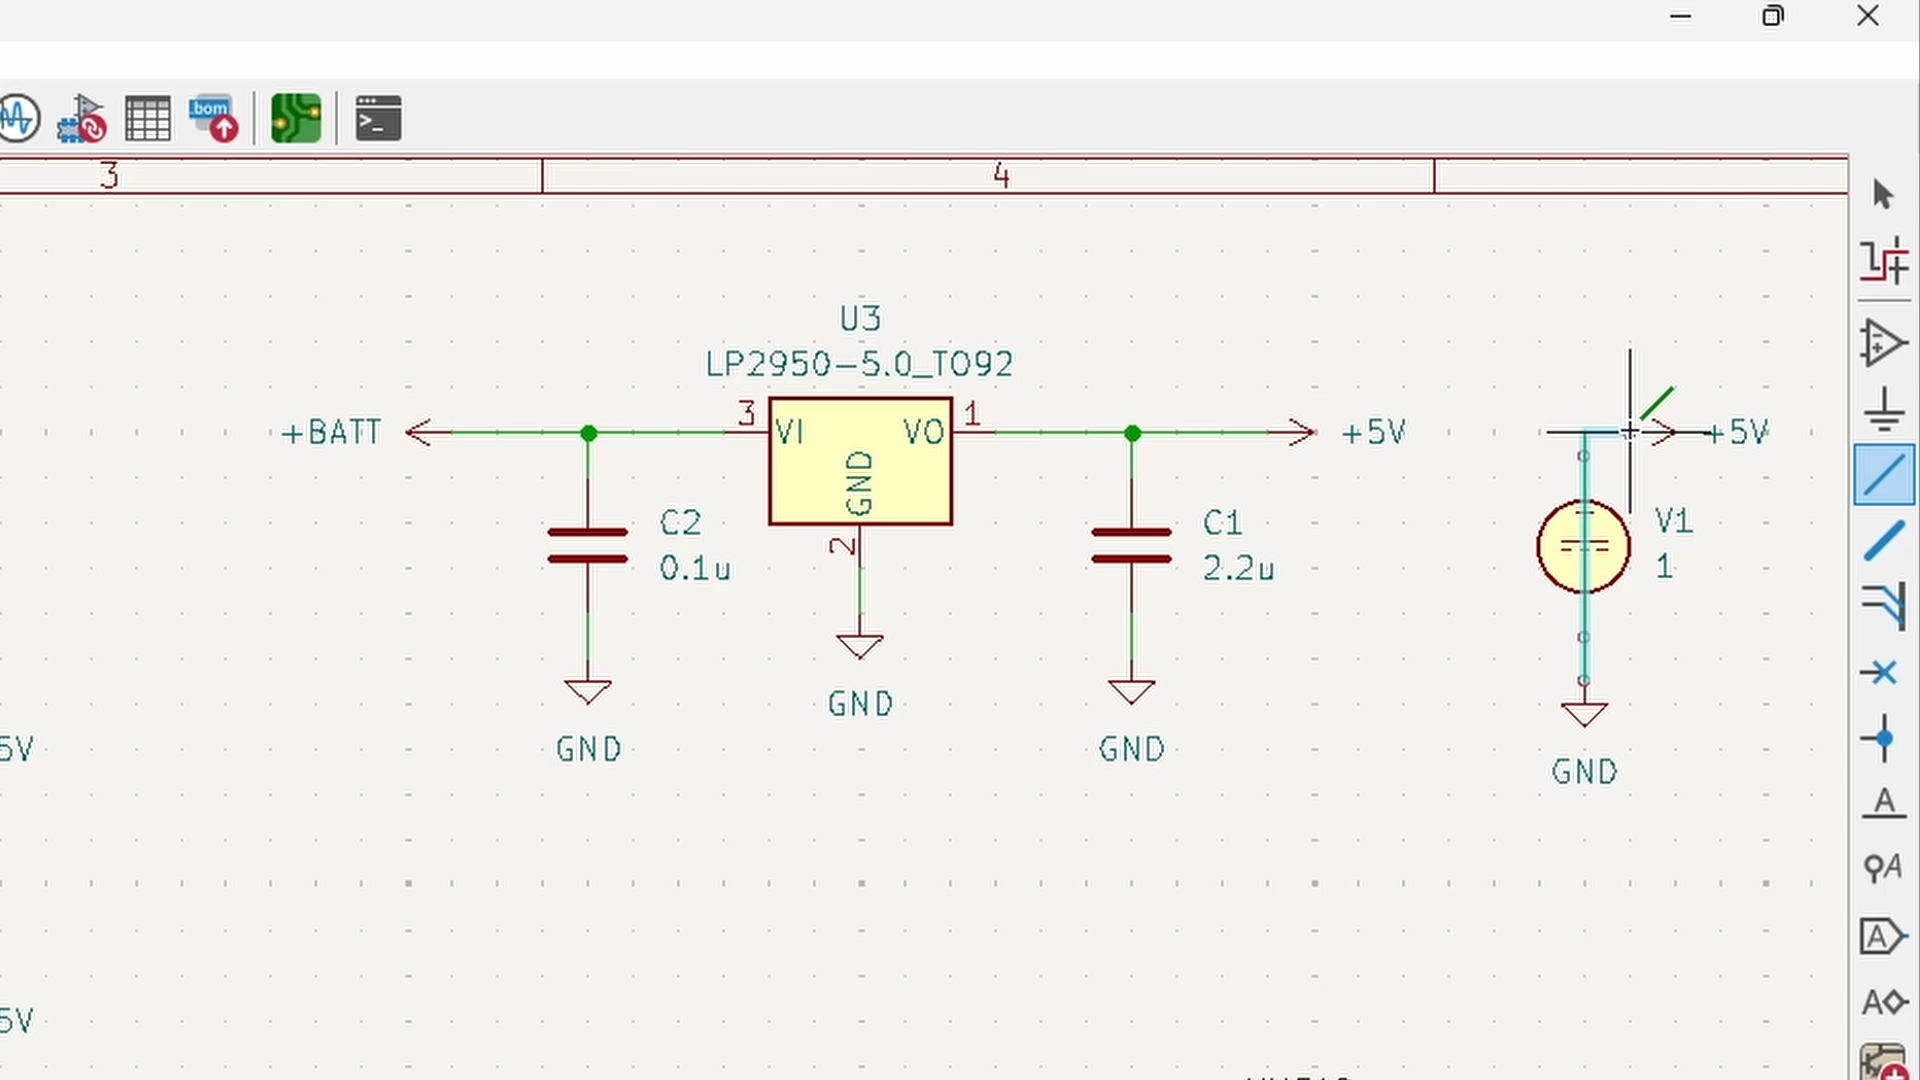 .bom
3
4
U3
LP2950-5.0_TO92
+BATT
3
VI
VO
1
+5V
+5V
GND
2
C2
0.1u
C1
2.2u
V1
1
GND
GND
GND
GND
5V
5V
A
A
A
A